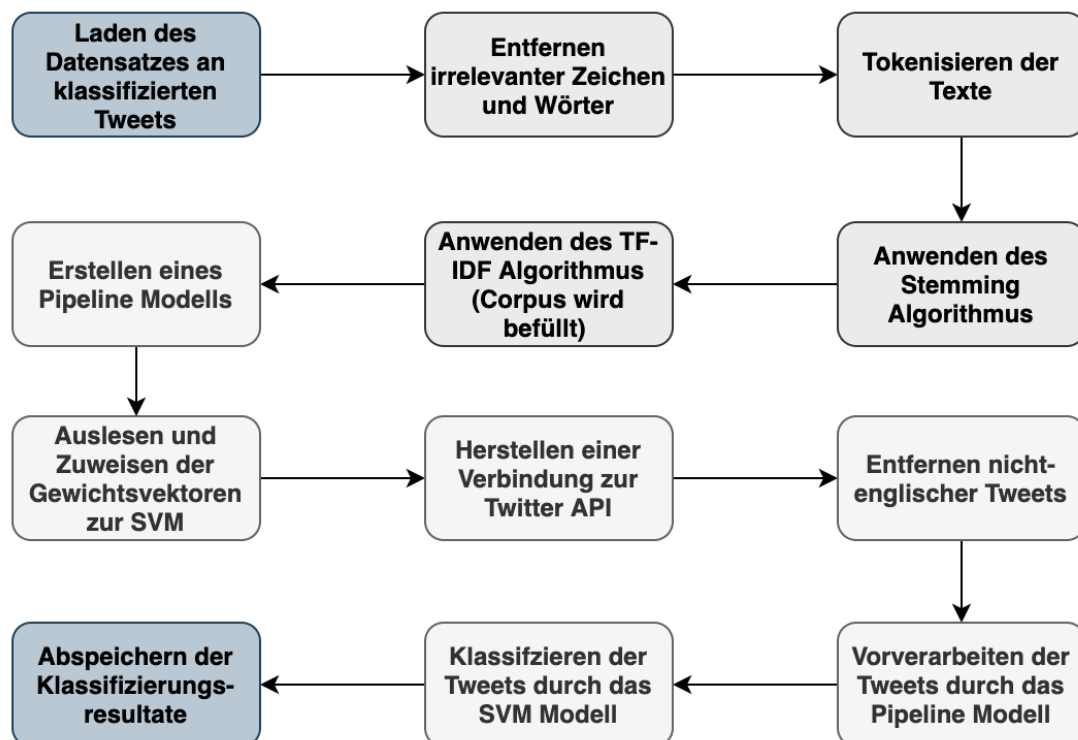 Laden des
Datensatzes an
klassifizierten
Tweets
Entfernen
irrelevanter Zeichen
und Wörter
Tokenisieren der
Texte
Anwenden des
Stemming
Algorithmus
Anwenden des TF-
IDF Algorithmus
(Corpus wird
befüllt)
Erstellen eines
Pipeline Modells
Auslesen und
Zuweisen der
Gewichtsvektoren
zur SVM
Herstellen einer
Verbindung zur
Twitter API
Entfernen nicht-
englischer Tweets
Vorverarbeiten der
Tweets durch das
Pipeline Modell
Klassifzieren der
Tweets durch das
SVM Modell
Abspeichern der
Klassifizierungs-
resultate